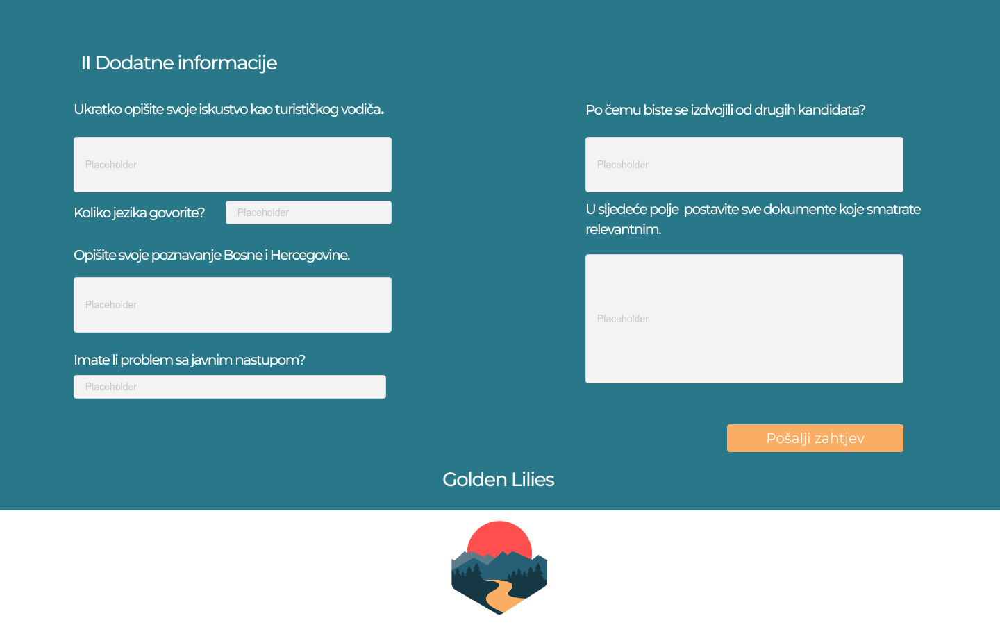 II Dodatne informacije
Ukratko opišite svoje iskustvo kao turističkog vodiča.
Placeholder
Koliko jezika govorite?
Placeholder
Opišite svoje poznavanje Bosne i Hercegovine.
Placeholder
Imate li problem sa javnim nastupom?
Placeholder
Po čemu biste se izdvojili od drugih kandidata?
Placeholder
U sljedeće polje  postavite sve dokumente koje smatrate
relevantnim.
Placeholder
Pošalji zahtjev
Golden Lilies